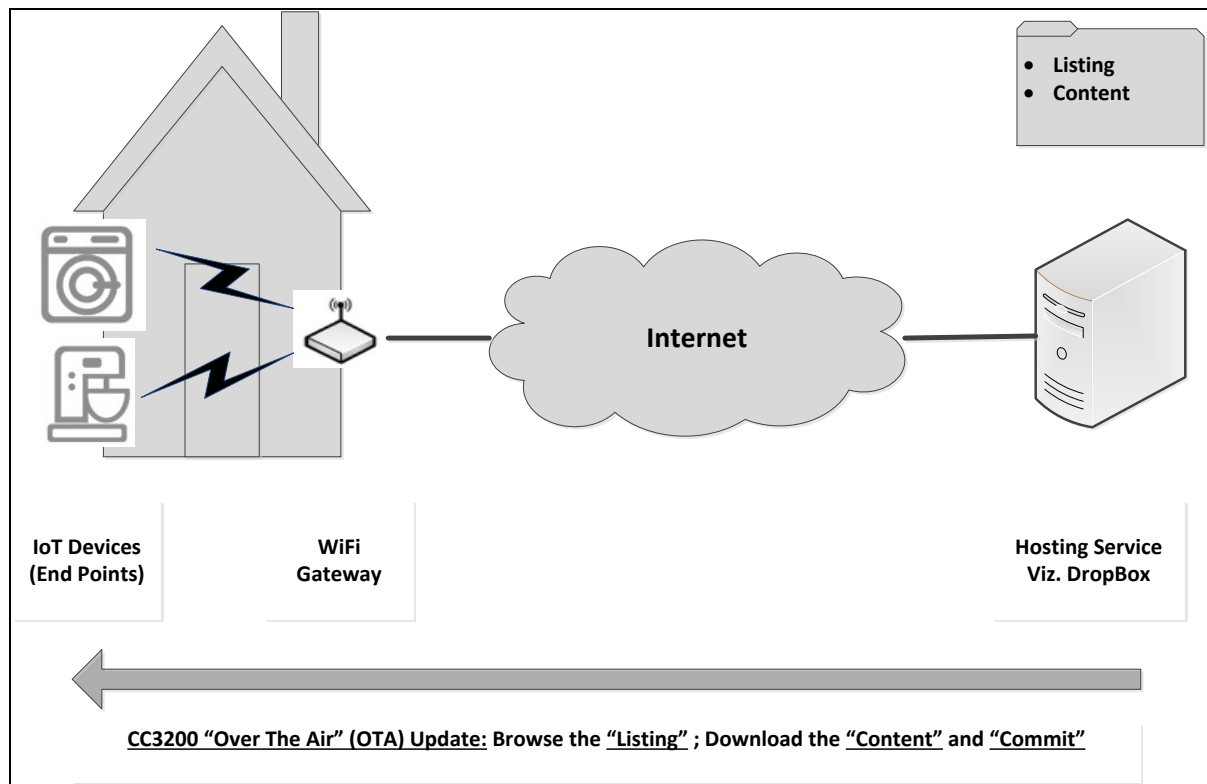 • Listing
• Content
Internet
IoT Devices
(End Points)
WiFi
Gateway
Hosting Service
Viz. DropBox
CC3200 “Over The Air” (OTA) Update: Browse the “Listing” ; Download the “Content” and “Commit”